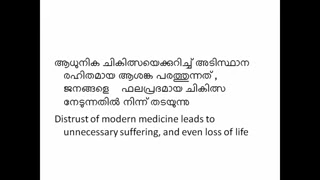 ആധുനിക ചികിത്സയെക്കുറിച്ച് അടിസ്ഥാന
രഹിതമായ ആശങ്ക പരത്തുന്നത് ,
ജനങ്ങളെ ഫലപ്രദമായ ചികിത്സ
നേടുന്നതിൽ നിന്ന് തടയുന്നു
Distrust of modern medicine leads to
unnecessary suffering, and even loss of life